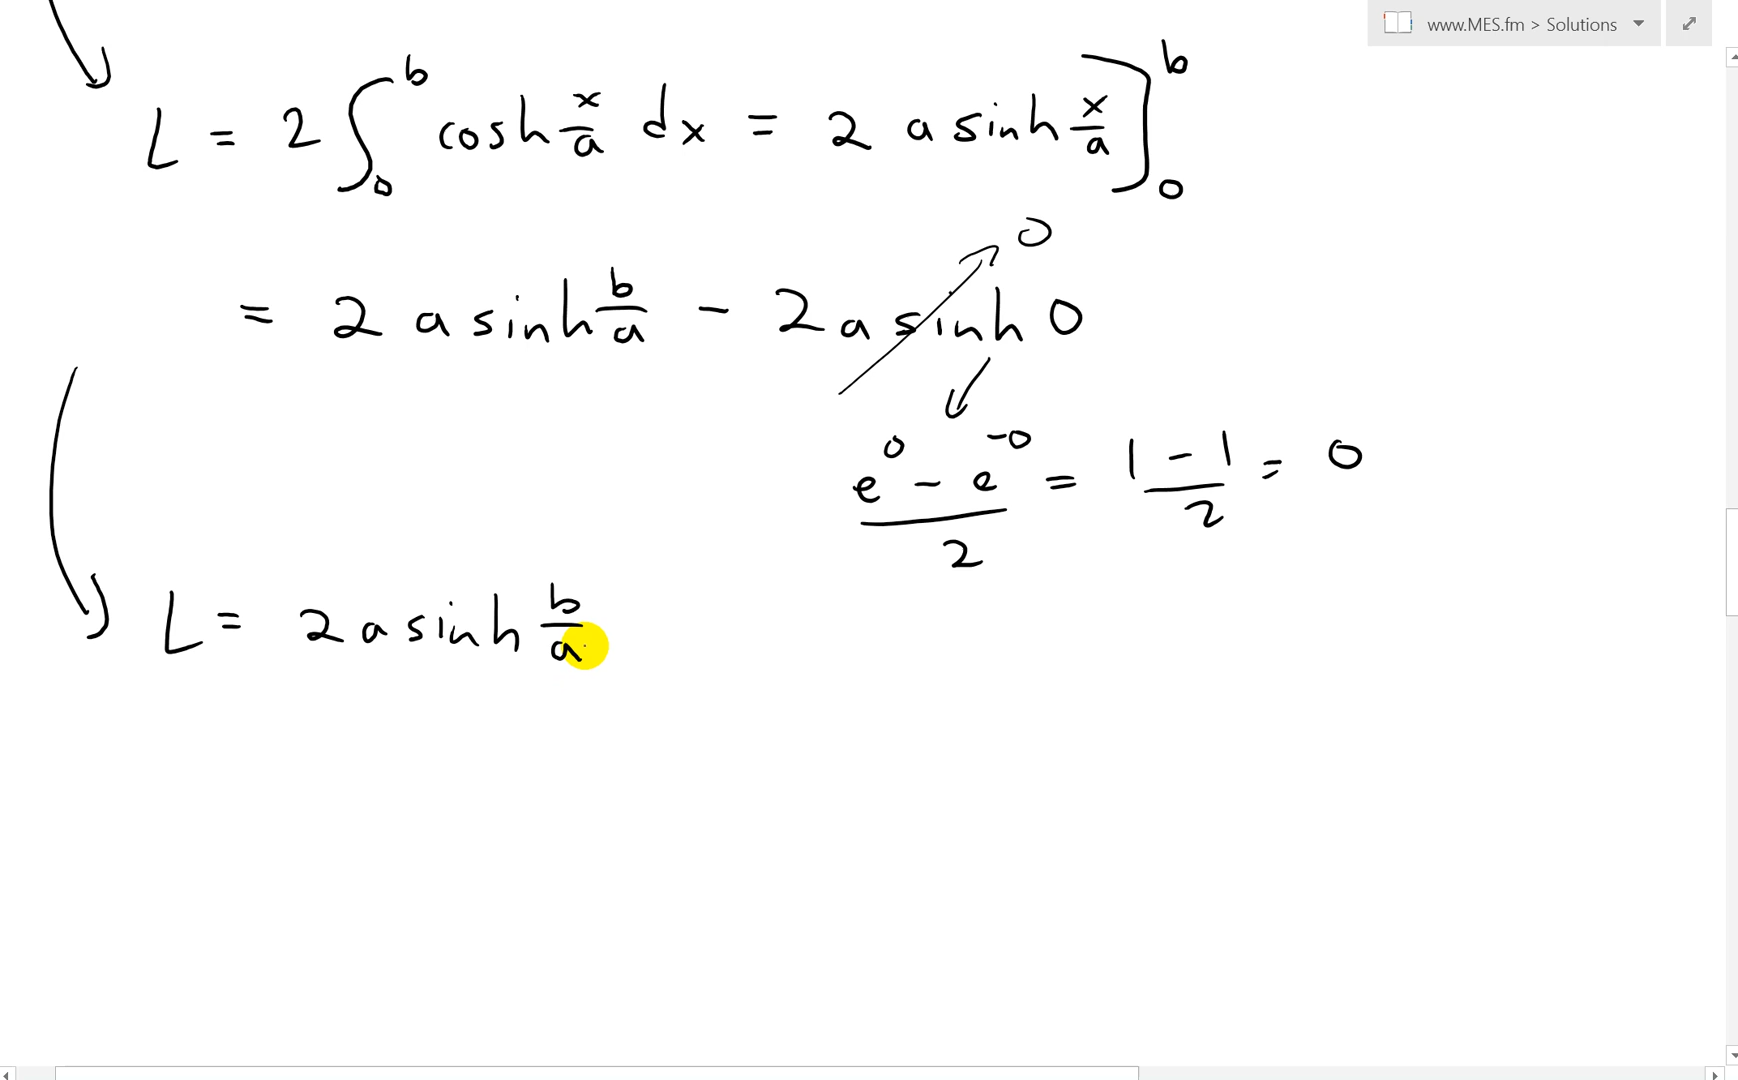 www.MES.fm > Solutions
L = 2 ∫₀ᵇ cosh x/a dx = 2 a sinh x/a ]₀ᵇ
0
= 2 a sinh b/a - 2 a sinh 0
(e⁰ - e⁻⁰)/2 = (1 - 1)/2 = 0
L = 2 a sinh b/a